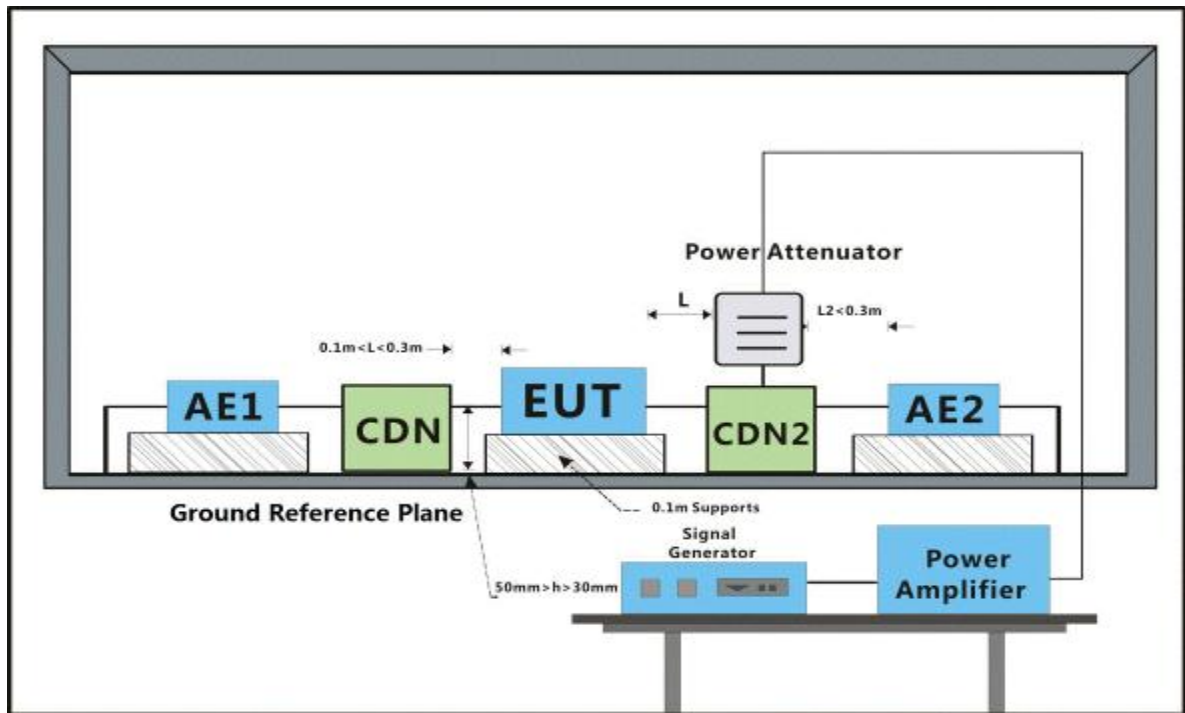 Power Attenuator
L
L2<0.3m
0.1m<L<0.3m
AE1
CDN
EUT
CDN2
AE2
Ground Reference Plane
0.1m Supports
Signal
Generator
Power
Amplifier
50mm>h>30mm